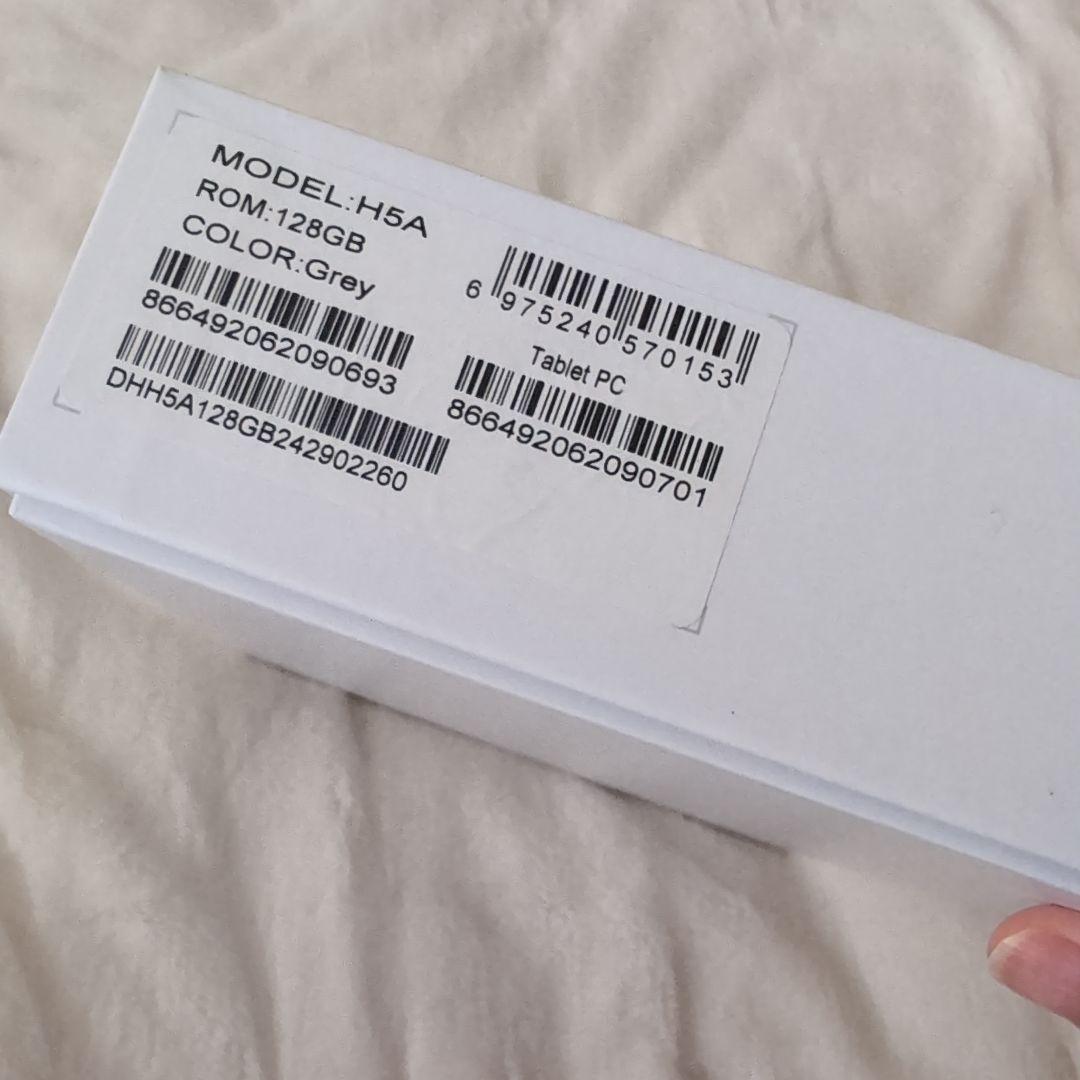 MODEL:H5A
ROM:128GB
COLOR:Grey
866492062090693
DHH5A128GB242902260
6 975240 570153
Tablet PC
866492062090701